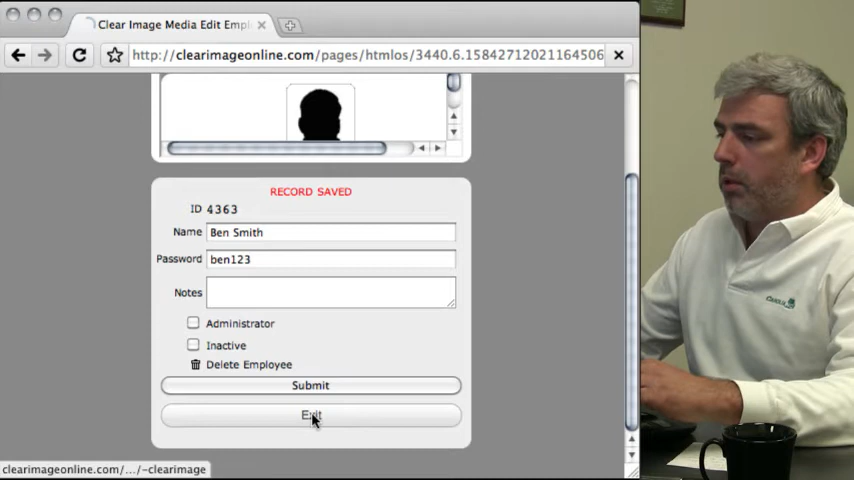 Clear Image Media Edit Empl
http://clearimageonline.com/pages/htmlos/3440.6.15842712021164506
RECORD SAVED
ID 4363
Name Ben Smith
Password ben123
Notes
Administrator
Inactive
Delete Employee
Submit
Exit
clearimageonline.com/.../~clearimage